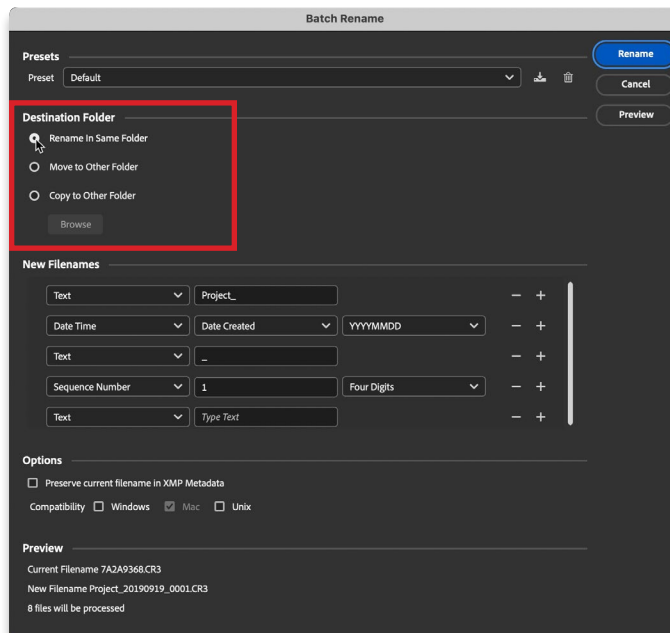 Batch Rename
Presets
Preset Default
Rename
Cancel
Preview
Destination Folder
Rename In Same Folder
Move to Other Folder
Copy to Other Folder
Browse
New Filenames
Text Project_
Date Time Date Created YYYYMMDD
Text _
Sequence Number 1 Four Digits
Text Type Text
Options
Preserve current filename in XMP Metadata
Compatibility Windows Mac Unix
Preview
Current Filename 7A2A9368.CR3
New Filename Project_20190919_0001.CR3
8 files will be processed